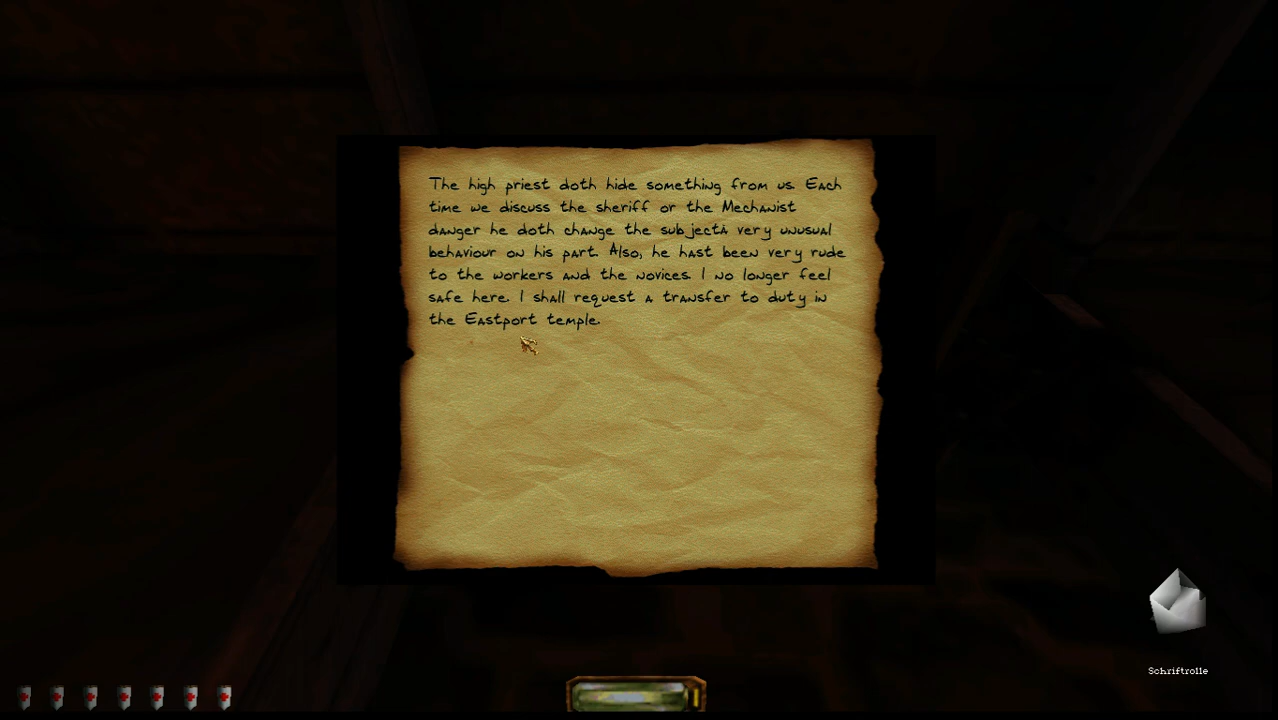 The high priest doth hide something from us. Each
time we discuss the sheriff or the Mechanist
danger he doth change the subjectÄ very unusual
behaviour on his part. Also, he hast been very rude
to the workers and the novices. I no longer feel
safe here. I shall request a transfer to duty in
the Eastport temple.
Schriftrolle